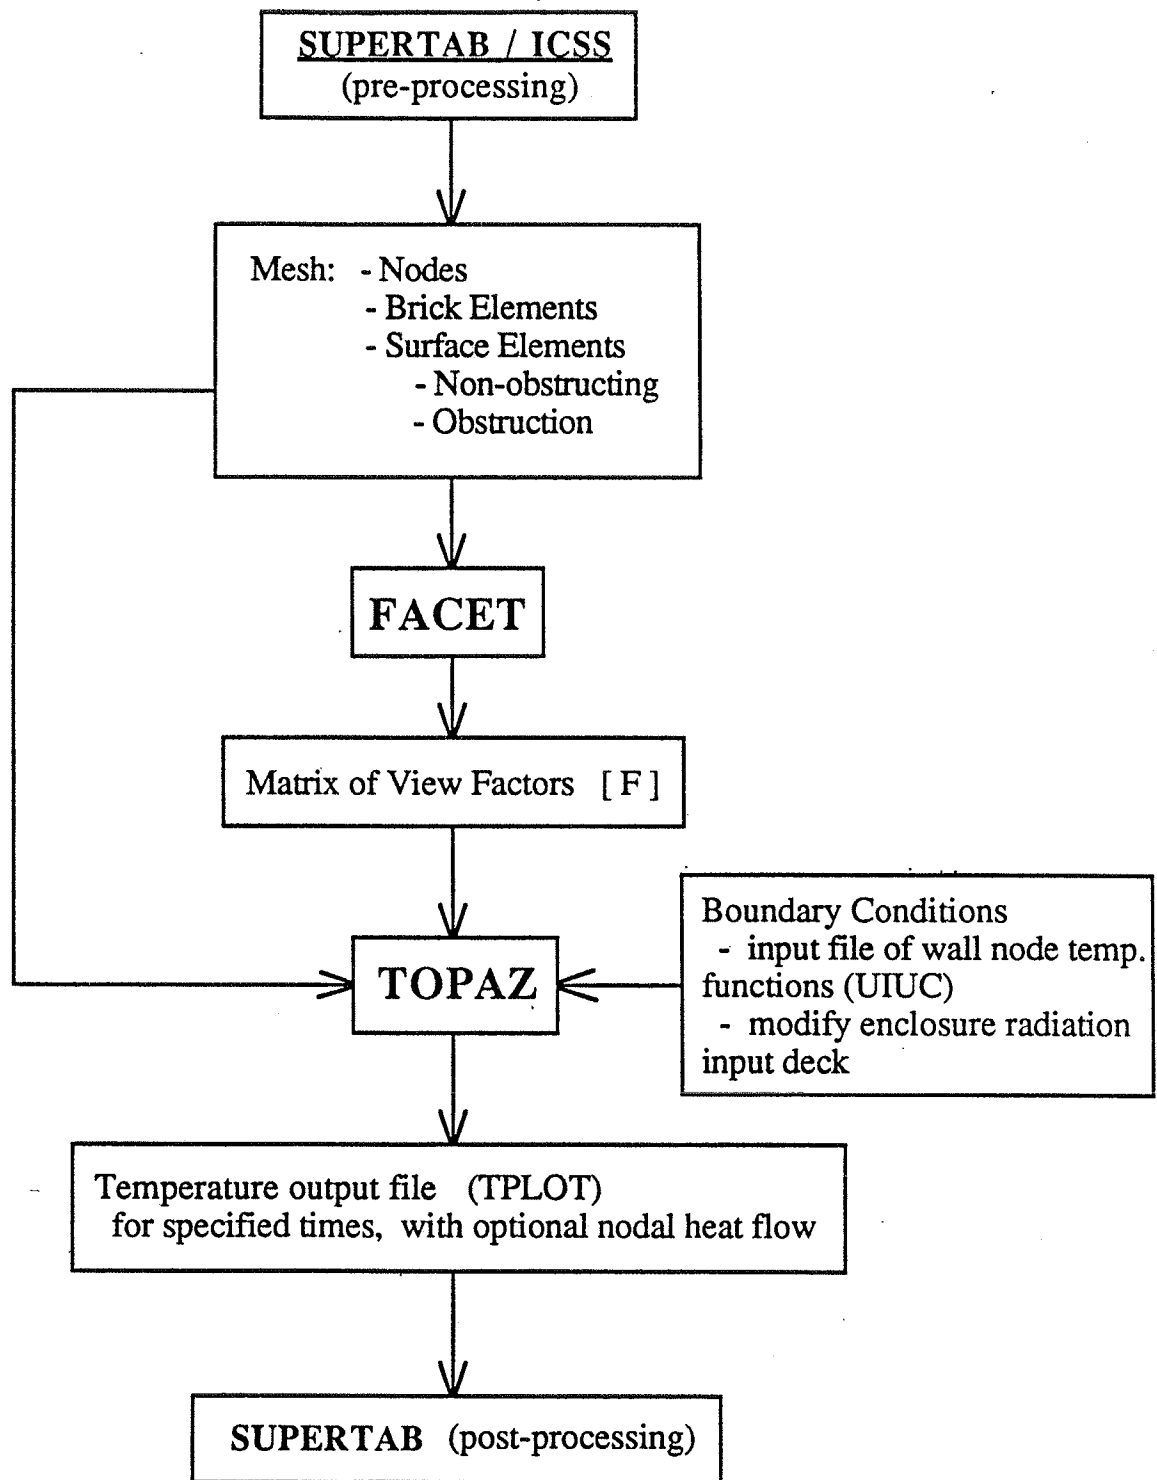 SUPERTAB / ICSS
(pre-processing)
Mesh: - Nodes
- Brick Elements
- Surface Elements
- Non-obstructing
- Obstruction
FACET
Matrix of View Factors [ F ]
TOPAZ
Boundary Conditions
- input file of wall node temp.
functions (UIUC)
- modify enclosure radiation
input deck
Temperature output file (TPLOT)
for specified times, with optional nodal heat flow
SUPERTAB (post-processing)